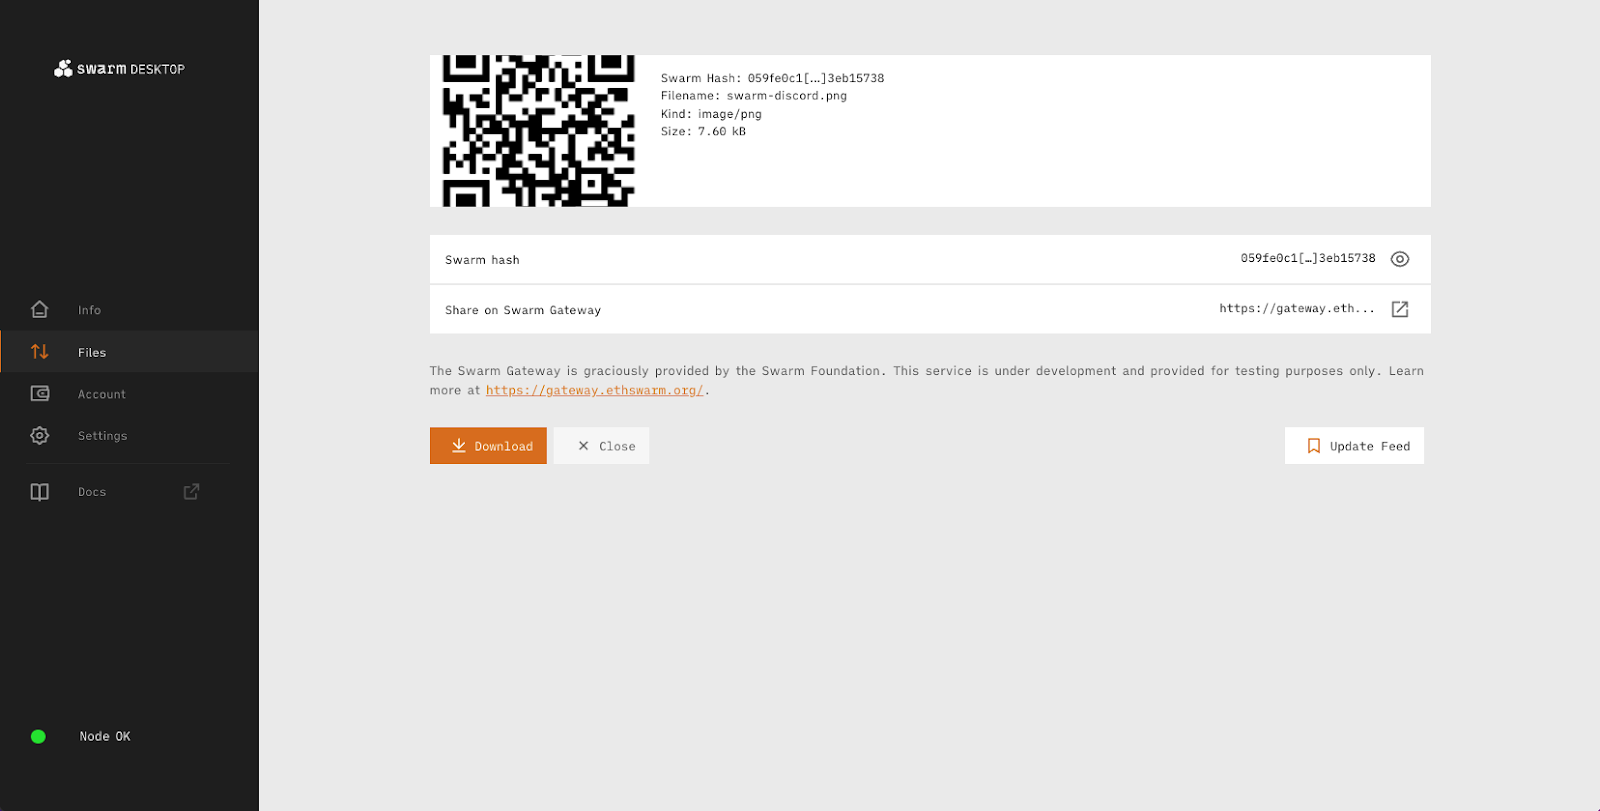 swarm DESKTOP
Info
Files
Account
Settings
Docs
Node OK
Swarm Hash: 059fe0c1[…]3eb15738
Filename: swarm-discord.png
Kind: image/png
Size: 7.60 kB
Swarm hash 059fe0c1[…]3eb15738
Share on Swarm Gateway https://gateway.eth...
The Swarm Gateway is graciously provided by the Swarm Foundation. This service is under development and provided for testing purposes only. Learn
more at https://gateway.ethswarm.org/.
Download Close Update Feed